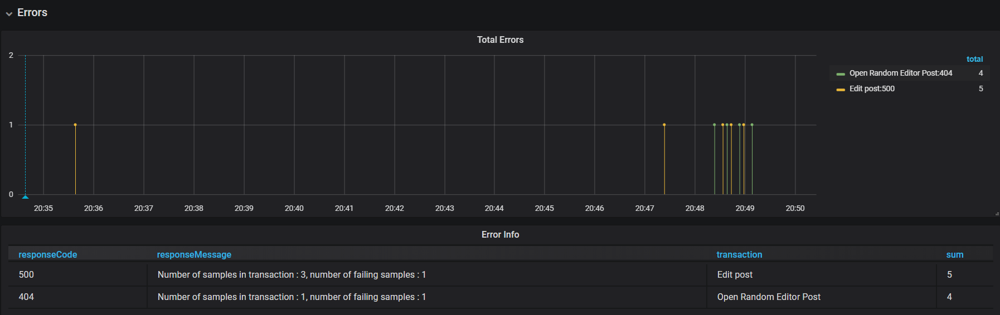 Errors
Total Errors
2
1
0
20:35 20:36 20:37 20:38 20:39 20:40 20:41 20:42 20:43 20:44 20:45 20:46 20:47 20:48 20:49 20:50
total
Open Random Editor Post:404 4
Edit post:500 5
Error Info
responseCode responseMessage transaction sum
500 Number of samples in transaction : 3, number of failing samples : 1 Edit post 5
404 Number of samples in transaction : 1, number of failing samples : 1 Open Random Editor Post 4